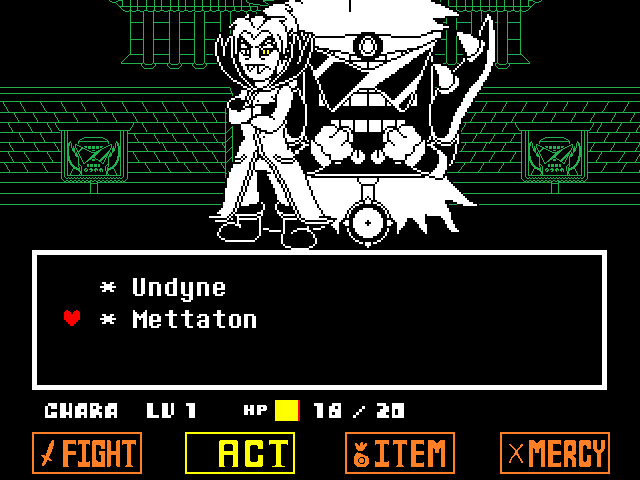 * Undyne
* Mettaton
CHARA LV 1 HP 18 / 20
FIGHT ACT ITEM MERCY